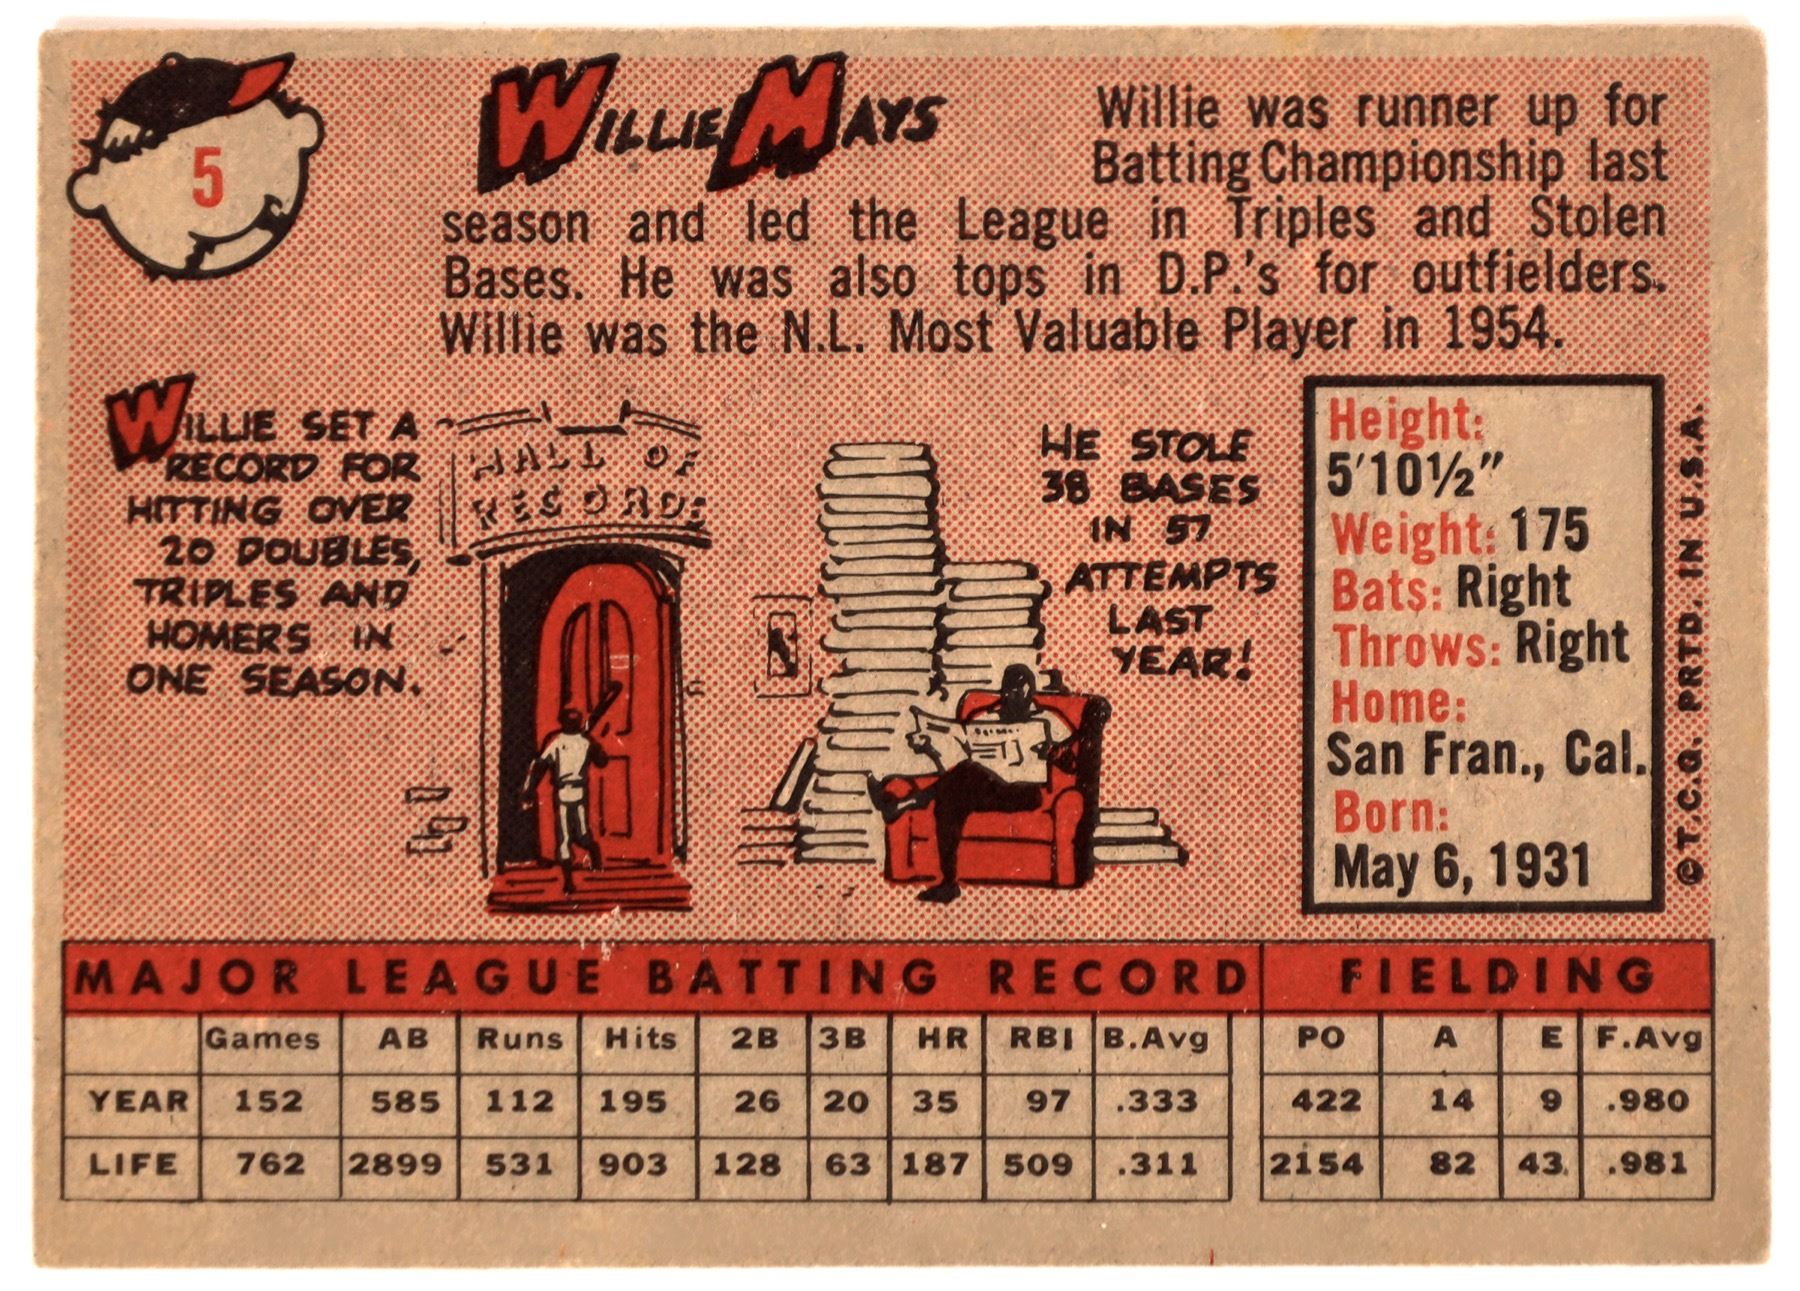 5
WILLIE MAYS
Willie was runner up for
Batting Championship last
season and led the League in Triples and Stolen
Bases. He was also tops in D.P.'s for outfielders.
Willie was the N.L. Most Valuable Player in 1954.
WILLIE SET A
RECORD FOR
HITTING OVER
20 DOUBLES,
TRIPLES AND
HOMERS IN
ONE SEASON.
HALL OF
RECORDS
HE STOLE
38 BASES
IN 57
ATTEMPTS
LAST
YEAR!
Height:
5'10½"
Weight: 175
Bats: Right
Throws: Right
Home:
San Fran., Cal.
Born:
May 6, 1931
©T.C.G. PRTD. IN U.S.A.
MAJOR LEAGUE BATTING RECORD FIELDING
Games AB Runs Hits 2B 3B HR RBI B.Avg PO A E F.Avg
YEAR 152 585 112 195 26 20 35 97 .333 422 14 9 .980
LIFE 762 2899 531 903 128 63 187 509 .311 2154 82 43. .981